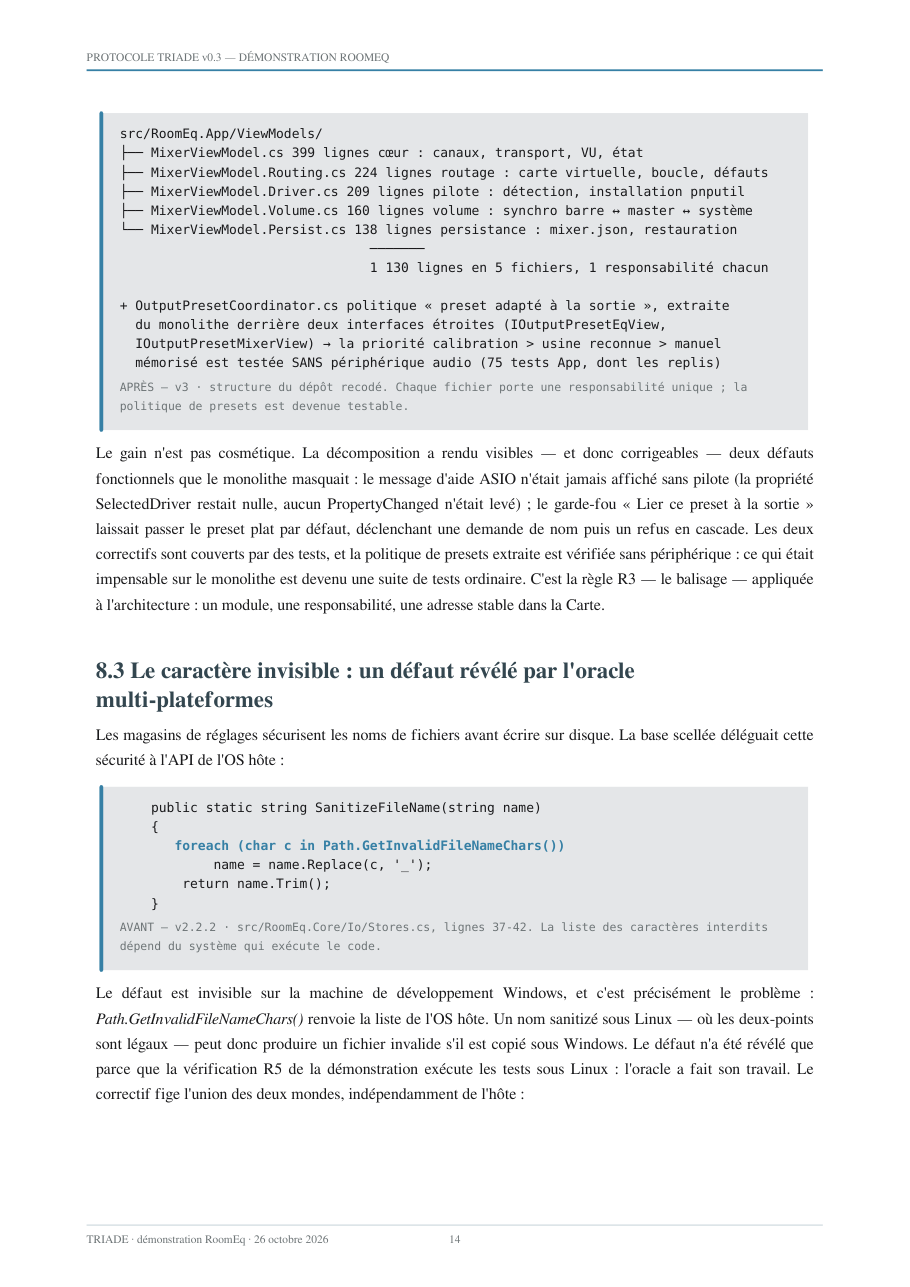 PROTOCOLE TRIADE v0.3 — DÉMONSTRATION ROOMEQ
src/RoomEq.App/ViewModels/
├── MixerViewModel.cs 399 lignes cœur : canaux, transport, VU, état
├── MixerViewModel.Routing.cs 224 lignes routage : carte virtuelle, boucle, défauts
├── MixerViewModel.Driver.cs 209 lignes pilote : détection, installation pnputil
├── MixerViewModel.Volume.cs 160 lignes volume : synchro barre ↔ master ↔ système
└── MixerViewModel.Persist.cs 138 lignes persistance : mixer.json, restauration
───────
1 130 lignes en 5 fichiers, 1 responsabilité chacun
+ OutputPresetCoordinator.cs politique « preset adapté à la sortie », extraite
du monolithe derrière deux interfaces étroites (IOutputPresetEqView,
IOutputPresetMixerView) → la priorité calibration > usine reconnue > manuel
mémorisé est testée SANS périphérique audio (75 tests App, dont les replis)
APRÈS — v3 · structure du dépôt recodé. Chaque fichier porte une responsabilité unique ; la
politique de presets est devenue testable.
Le gain n'est pas cosmétique. La décomposition a rendu visibles — et donc corrigeables — deux défauts
fonctionnels que le monolithe masquait : le message d'aide ASIO n'était jamais affiché sans pilote (la propriété
SelectedDriver restait nulle, aucun PropertyChanged n'était levé) ; le garde-fou « Lier ce preset à la sortie »
laissait passer le preset plat par défaut, déclenchant une demande de nom puis un refus en cascade. Les deux
correctifs sont couverts par des tests, et la politique de presets extraite est vérifiée sans périphérique : ce qui était
impensable sur le monolithe est devenu une suite de tests ordinaire. C'est la règle R3 — le balisage — appliquée
à l'architecture : un module, une responsabilité, une adresse stable dans la Carte.
8.3 Le caractère invisible : un défaut révélé par l'oracle
multi-plateformes
Les magasins de réglages sécurisent les noms de fichiers avant écrire sur disque. La base scellée déléguait cette
sécurité à l'API de l'OS hôte :
public static string SanitizeFileName(string name)
{
foreach (char c in Path.GetInvalidFileNameChars())
name = name.Replace(c, '_');
return name.Trim();
}
AVANT — v2.2.2 · src/RoomEq.Core/Io/Stores.cs, lignes 37-42. La liste des caractères interdits
dépend du système qui exécute le code.
Le défaut est invisible sur la machine de développement Windows, et c'est précisément le problème :
Path.GetInvalidFileNameChars() renvoie la liste de l'OS hôte. Un nom sanitizé sous Linux — où les deux-points
sont légaux — peut donc produire un fichier invalide s'il est copié sous Windows. Le défaut n'a été révélé que
parce que la vérification R5 de la démonstration exécute les tests sous Linux : l'oracle a fait son travail. Le
correctif fige l'union des deux mondes, indépendamment de l'hôte :
TRIADE · démonstration RoomEq · 26 octobre 2026 14